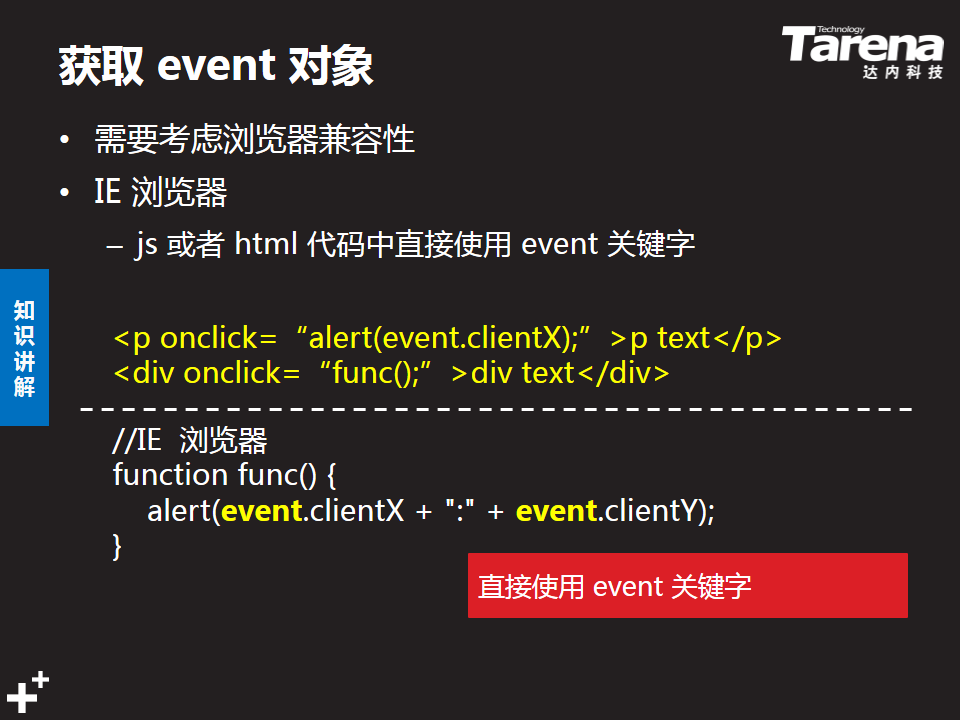 获取 event 对象
Technology
Tarena
达内科技
• 需要考虑浏览器兼容性
• IE 浏览器
– js 或者 html 代码中直接使用 event 关键字
知识讲解
<p onclick=“alert(event.clientX);”>p text</p>
<div onclick=“func();”>div text</div>
//IE 浏览器
function func() {
alert(event.clientX + ":" + event.clientY);
}
直接使用 event 关键字